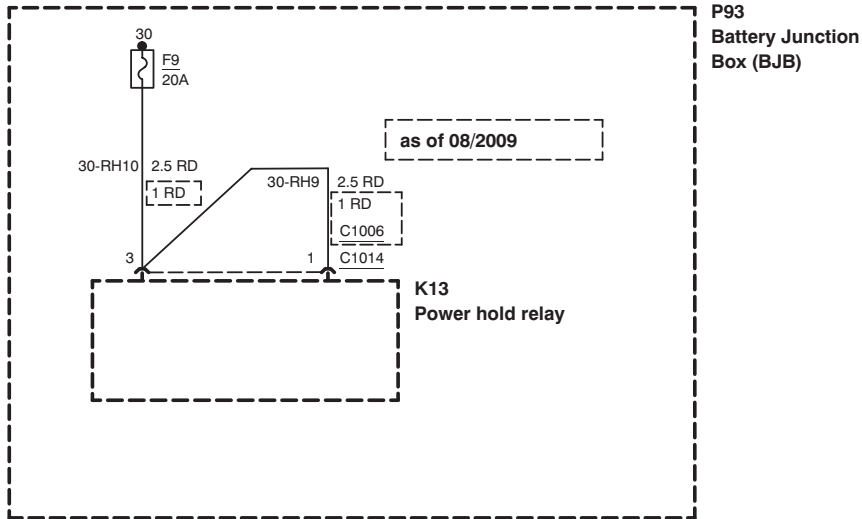 P93
Battery Junction
Box (BJB)
30
F9
20A
as of 08/2009
30-RH10
2.5 RD
1 RD
30-RH9
2.5 RD
1 RD
C1006
3
1
C1014
K13
Power hold relay